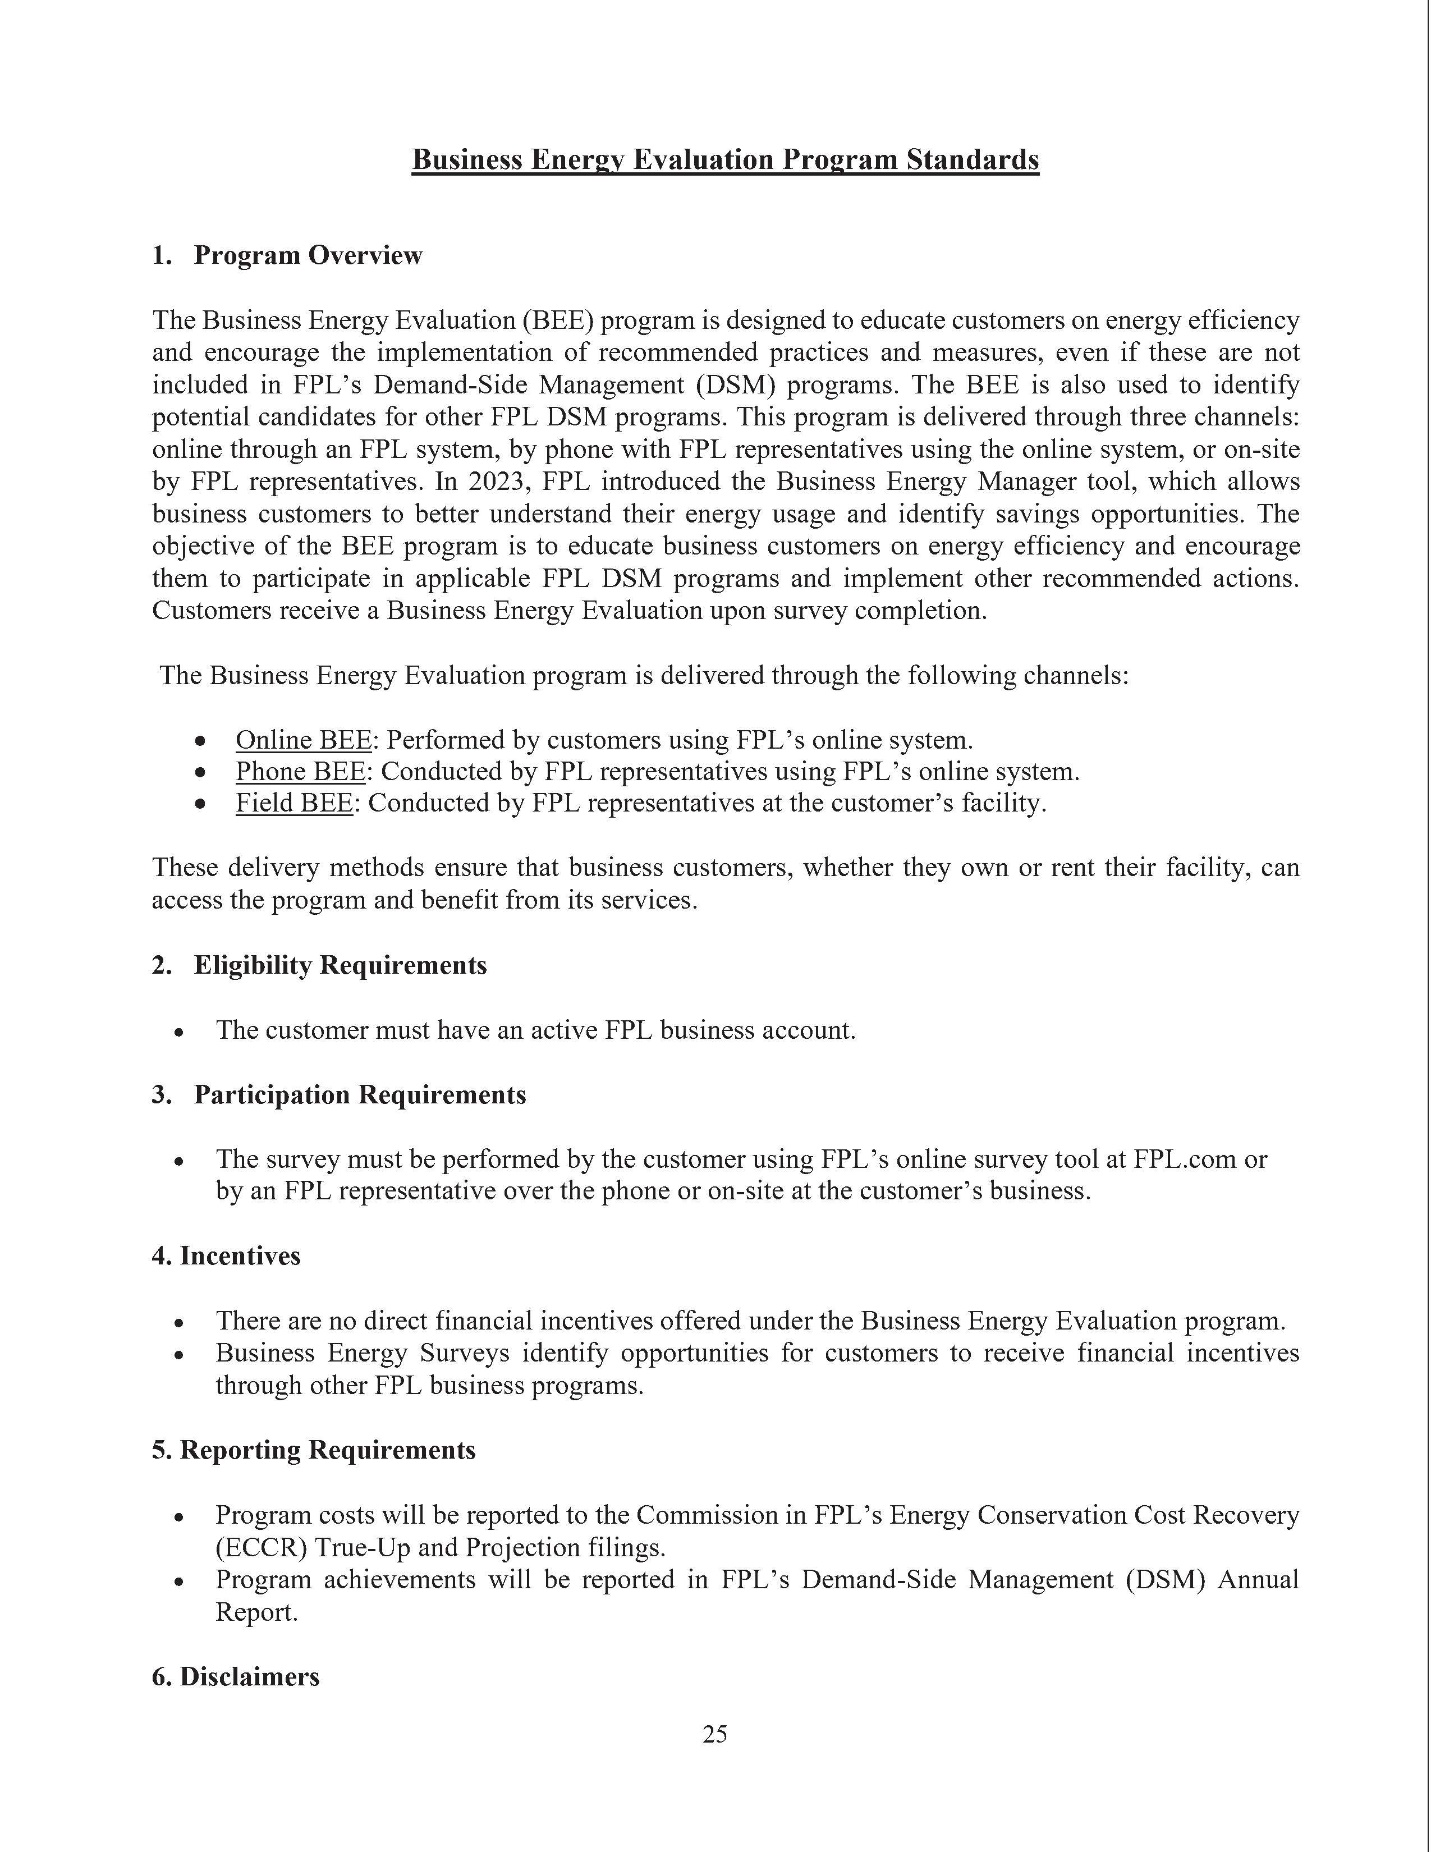 Business Energy Evaluation Program Standards
1. Program Overview
The Business Energy Evaluation (BEE) program is designed to educate customers on energy efficiency
and encourage the implementation of recommended practices and measures, even if these are not
included in FPL's Demand-Side Management (DSM) programs. The BEE is also used to identify
potential candidates for other FPL DSM programs. This program is delivered through three channels:
online through an FPL system, by phone with FPL representatives using the online system, or on-site
by FPL representatives. In 2023, FPL introduced the Business Energy Manager tool, which allows
business customers to better understand their energy usage and identify savings opportunities. The
objective of the BEE program is to educate business customers on energy efficiency and encourage
them to participate in applicable FPL DSM programs and implement other recommended actions.
Customers receive a Business Energy Evaluation upon survey completion.
The Business Energy Evaluation program is delivered through the following channels:
• Online BEE: Performed by customers using FPL's online system.
• Phone BEE: Conducted by FPL representatives using FPL's online system.
• Field BEE: Conducted by FPL representatives at the customer's facility.
These delivery methods ensure that business customers, whether they own or rent their facility, can
access the program and benefit from its services.
2. Eligibility Requirements
• The customer must have an active FPL business account.
3. Participation Requirements
• The survey must be performed by the customer using FPL's online survey tool at FPL.com or
by an FPL representative over the phone or on-site at the customer's business.
4. Incentives
• There are no direct financial incentives offered under the Business Energy Evaluation program.
• Business Energy Surveys identify opportunities for customers to receive financial incentives
through other FPL business programs.
5. Reporting Requirements
• Program costs will be reported to the Commission in FPL's Energy Conservation Cost Recovery
(ECCR) True-Up and Projection filings.
• Program achievements will be reported in FPL's Demand-Side Management (DSM) Annual
Report.
6. Disclaimers
25